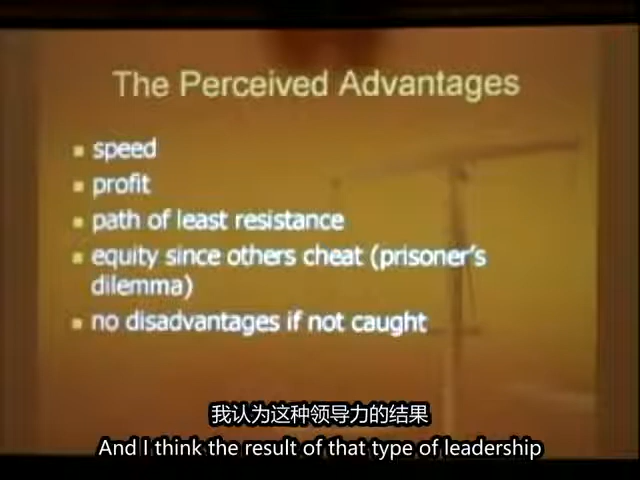 The Perceived Advantages
speed
profit
path of least resistance
equity since others cheat (prisoner's
dilemma)
no disadvantages if not caught
我认为这种领导力的结果
And I think the result of that type of leadership